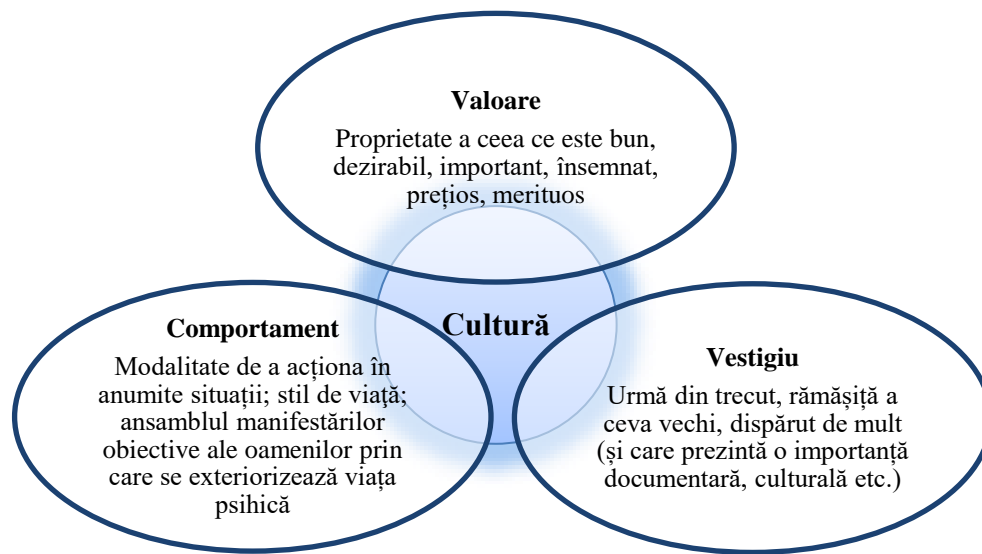 Valoare
Proprietate a ceea ce este bun,
dezirabil, important, însemnat,
prețios, merituos
Cultură
Comportament
Modalitate de a acționa în
anumite situații; stil de viaţă;
ansamblul manifestărilor
obiective ale oamenilor prin
care se exteriorizează viața
psihică
Vestigiu
Urmă din trecut, rămășiță a
ceva vechi, dispărut de mult
(și care prezintă o importanță
documentară, culturală etc.)